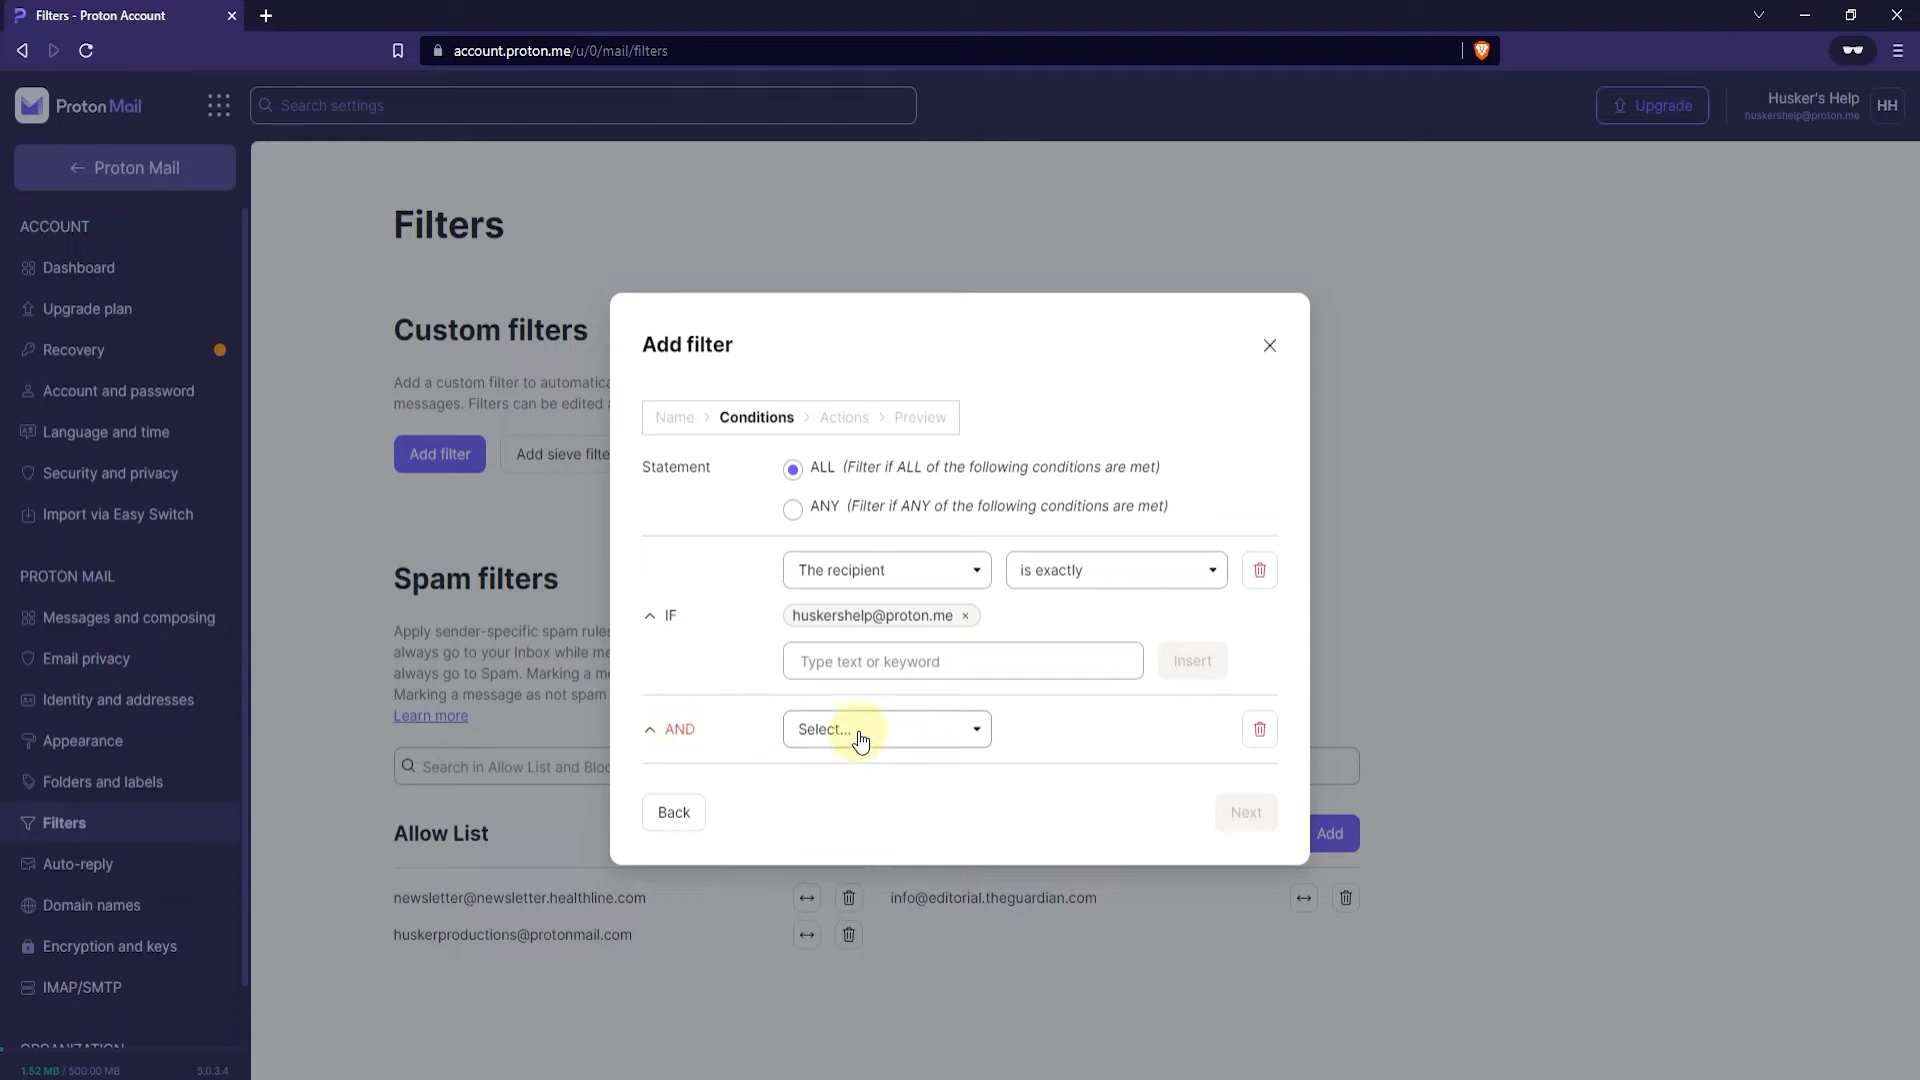 Filters - Proton Account
account.proton.me/u/0/mail/filters
Proton Mail
Search settings
Upgrade
Husker's Help
huskershelp@proton.me
HH
← Proton Mail
ACCOUNT
Dashboard
Upgrade plan
Recovery
Account and password
Language and time
Security and privacy
Import via Easy Switch
PROTON MAIL
Messages and composing
Email privacy
Identity and addresses
Appearance
Folders and labels
Filters
Auto-reply
Domain names
Encryption and keys
IMAP/SMTP
ORGANIZATION
1.52 MB / 500.00 MB
5.0.3.4
Filters
Custom filters
Add a custom filter to automatica
messages. Filters can be edited
Add filter
Add sieve filte
Spam filters
Apply sender-specific spam rules
always go to your Inbox while me
always go to Spam. Marking a me
Marking a message as not spam
Learn more
Search in Allow List and Bloc
Allow List
Add
newsletter@newsletter.healthline.com
info@editorial.theguardian.com
huskerproductions@protonmail.com
Add filter
Name > Conditions > Actions > Preview
Statement
ALL (Filter if ALL of the following conditions are met)
ANY (Filter if ANY of the following conditions are met)
The recipient
is exactly
IF
huskershelp@proton.me ×
Type text or keyword
Insert
AND
Select...
Back
Next